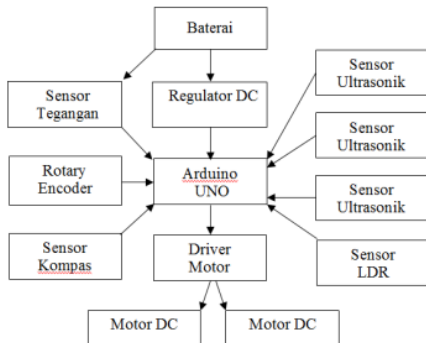 Baterai
Sensor
Tegangan
Regulator DC
Sensor
Ultrasonik
Sensor
Ultrasonik
Rotary
Encoder
Arduino
UNO
Sensor
Ultrasonik
Sensor
Kompas
Driver
Motor
Sensor
LDR
Motor DC
Motor DC